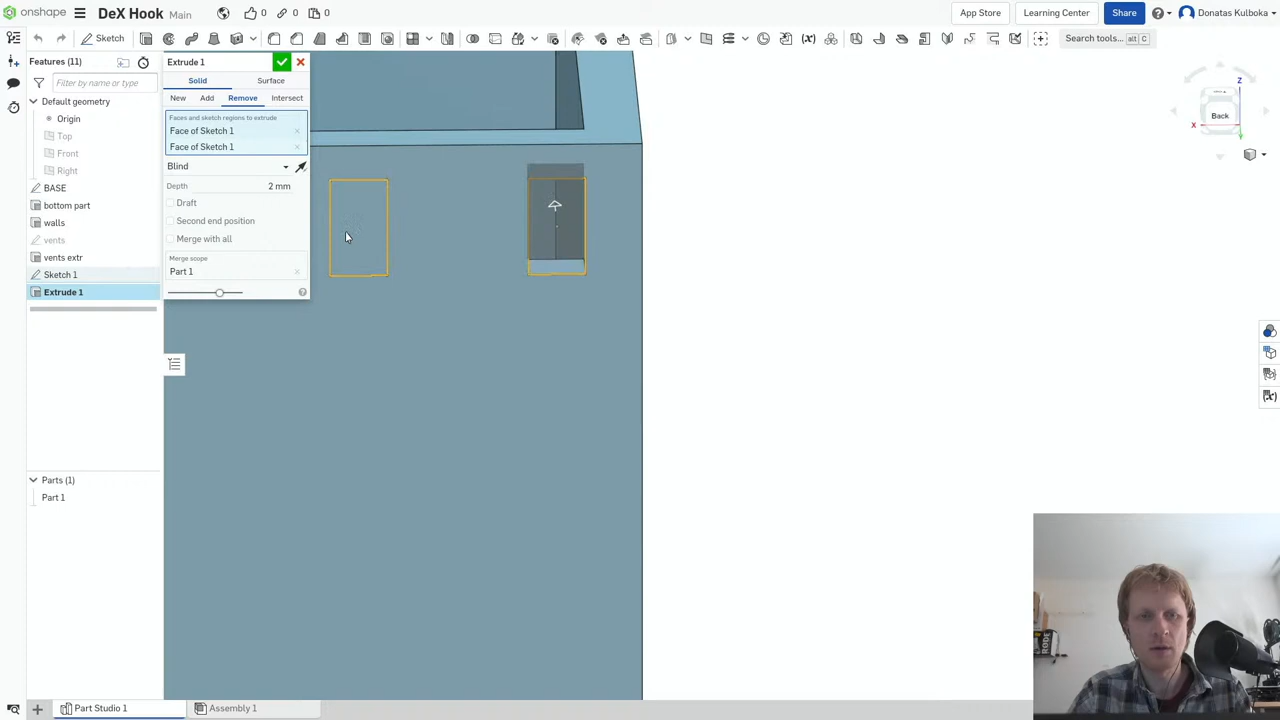 onshape
DeX Hook Main
0
0
0
App Store
Learning Center
Share
Donatas Kulboka
Sketch
Search tools...
alt C
Features (11)
Filter by name or type
Default geometry
Origin
Top
Front
Right
BASE
bottom part
walls
vents
vents extr
Sketch 1
Extrude 1
Extrude 1
Solid
Surface
New
Add
Remove
Intersect
Faces and sketch regions to extrude
Face of Sketch 1
Face of Sketch 1
Blind
Depth
2 mm
Draft
Second end position
Merge with all
Merge scope
Part 1
Z
X
Back
Parts (1)
Part 1
RØDE
Part Studio 1
Assembly 1